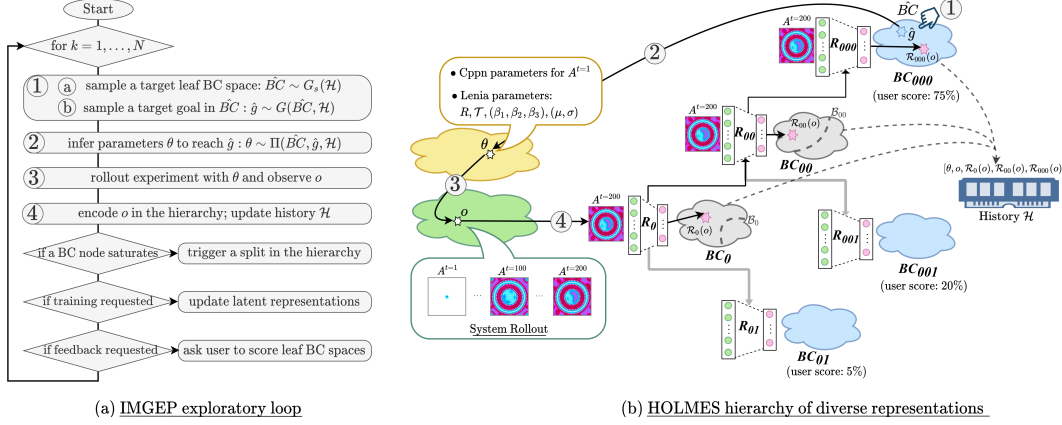 Start
for k = 1, . . . , N
1
a sample a target leaf BC space: B̂C ∼ G_s(ℋ)
b sample a target goal in B̂C : ĝ ∼ G(B̂C, ℋ)
2 infer parameters θ to reach ĝ : θ ∼ Π(B̂C, ĝ, ℋ)
3 rollout experiment with θ and observe o
4 encode o in the hierarchy; update history ℋ
if a BC node saturates
trigger a split in the hierarchy
if training requested
update latent representations
if feedback requested
ask user to score leaf BC spaces
(a) IMGEP exploratory loop
• Cppn parameters for A^{t=1}
• Lenia parameters:
R, 𝒯, (β₁, β₂, β₃), (μ, σ)
θ
3
o
A^{t=1}
A^{t=100}
A^{t=200}
...
...
System Rollout
4
2
A^{t=200}
R_0
ℛ_0(o)
ℬ_0
BC_0
A^{t=200}
R_00
ℛ_00(o)
ℬ_00
BC_00
A^{t=200}
R_000
B̂C
1
ĝ
ℛ_000(o)
BC_000
(user score: 75%)
[θ, o, ℛ_0(o), ℛ_00(o), ℛ_000(o)
History ℋ
R_001
BC_001
(user score: 20%)
R_01
BC_01
(user score: 5%)
(b) HOLMES hierarchy of diverse representations